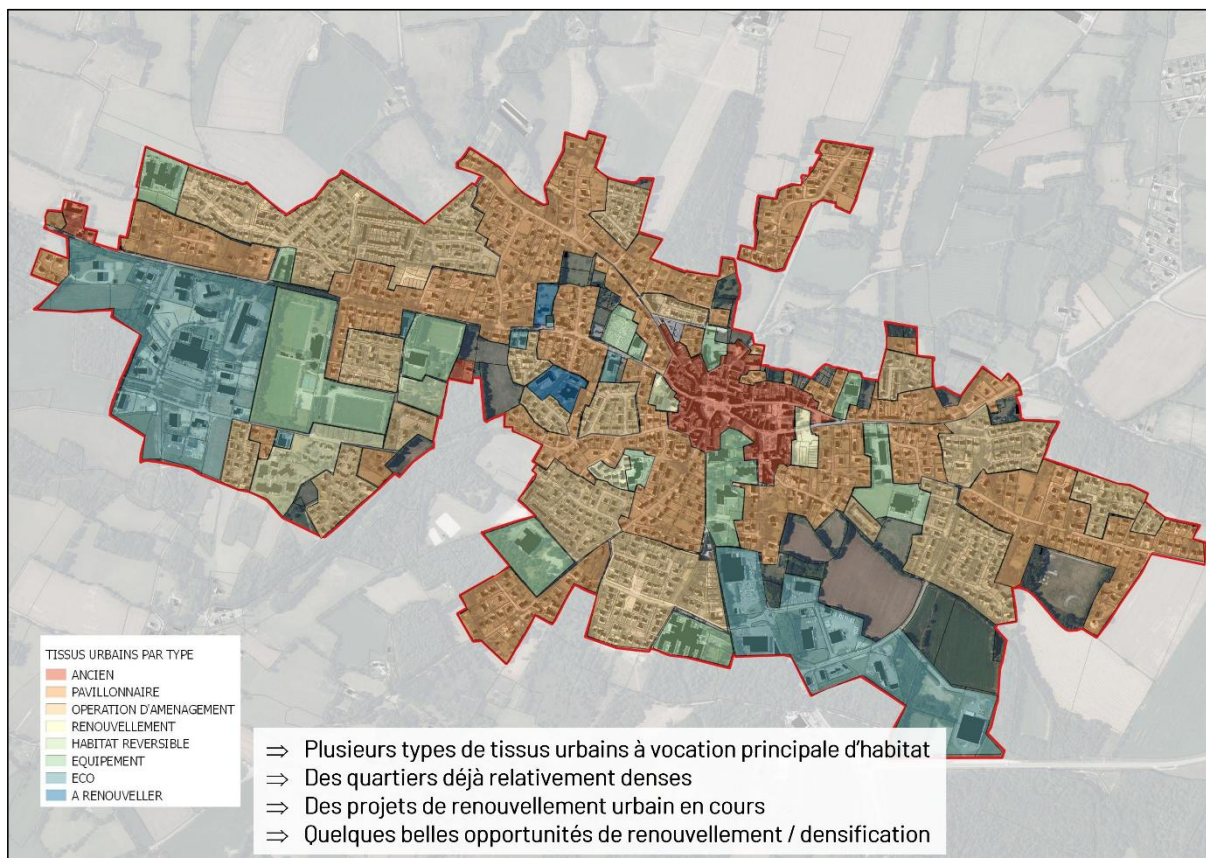 TISSUS URBAINS PAR TYPE
ANCIEN
PAVILLONNAIRE
OPERATION D'AMENAGEMENT
RENOUVELLEMENT
HABITAT REVERSIBLE
EQUIPEMENT
ECO
A RENOUVELLER
⇒ Plusieurs types de tissus urbains à vocation principale d'habitat
⇒ Des quartiers déjà relativement denses
⇒ Des projets de renouvellement urbain en cours
⇒ Quelques belles opportunités de renouvellement / densification